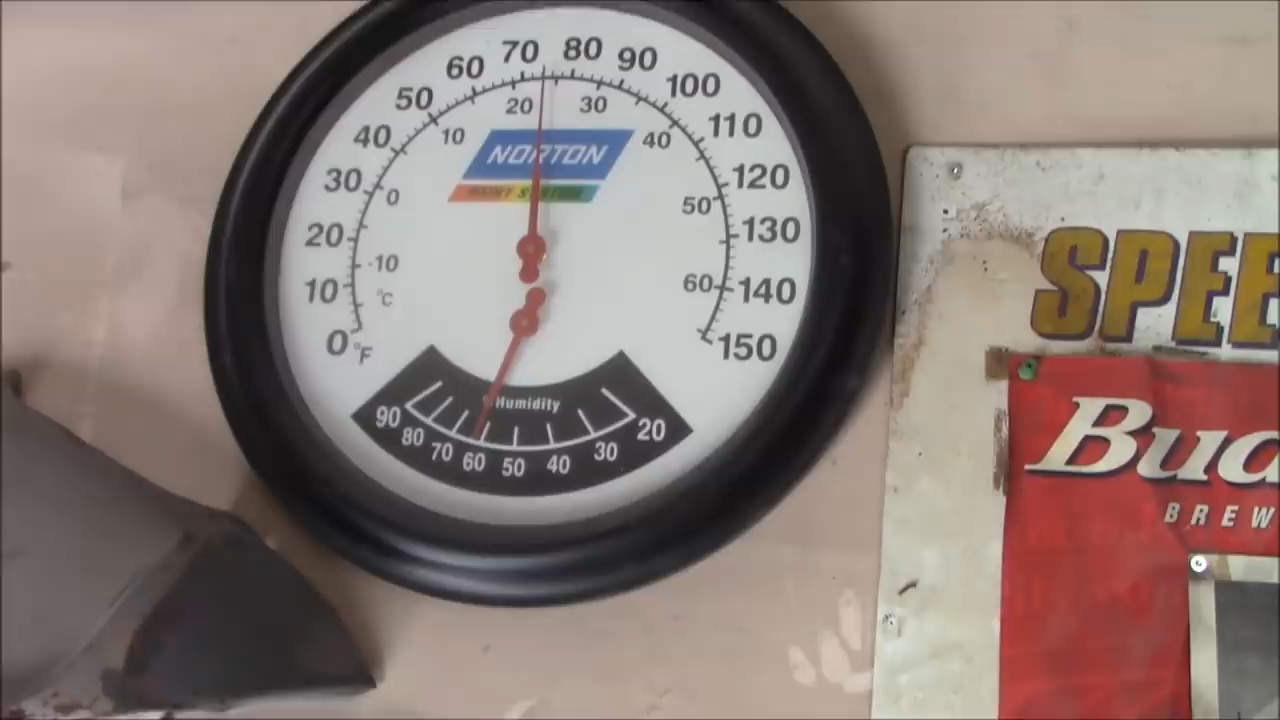 0 10 20 30 40 50 60 70 80 90 100 110 120 130 140 150
°F
-10 0 10 20 30 40 50 60
°C
NORTON
Humidity
90 80 70 60 50 40 30 20
SPEE
Bud
BREW